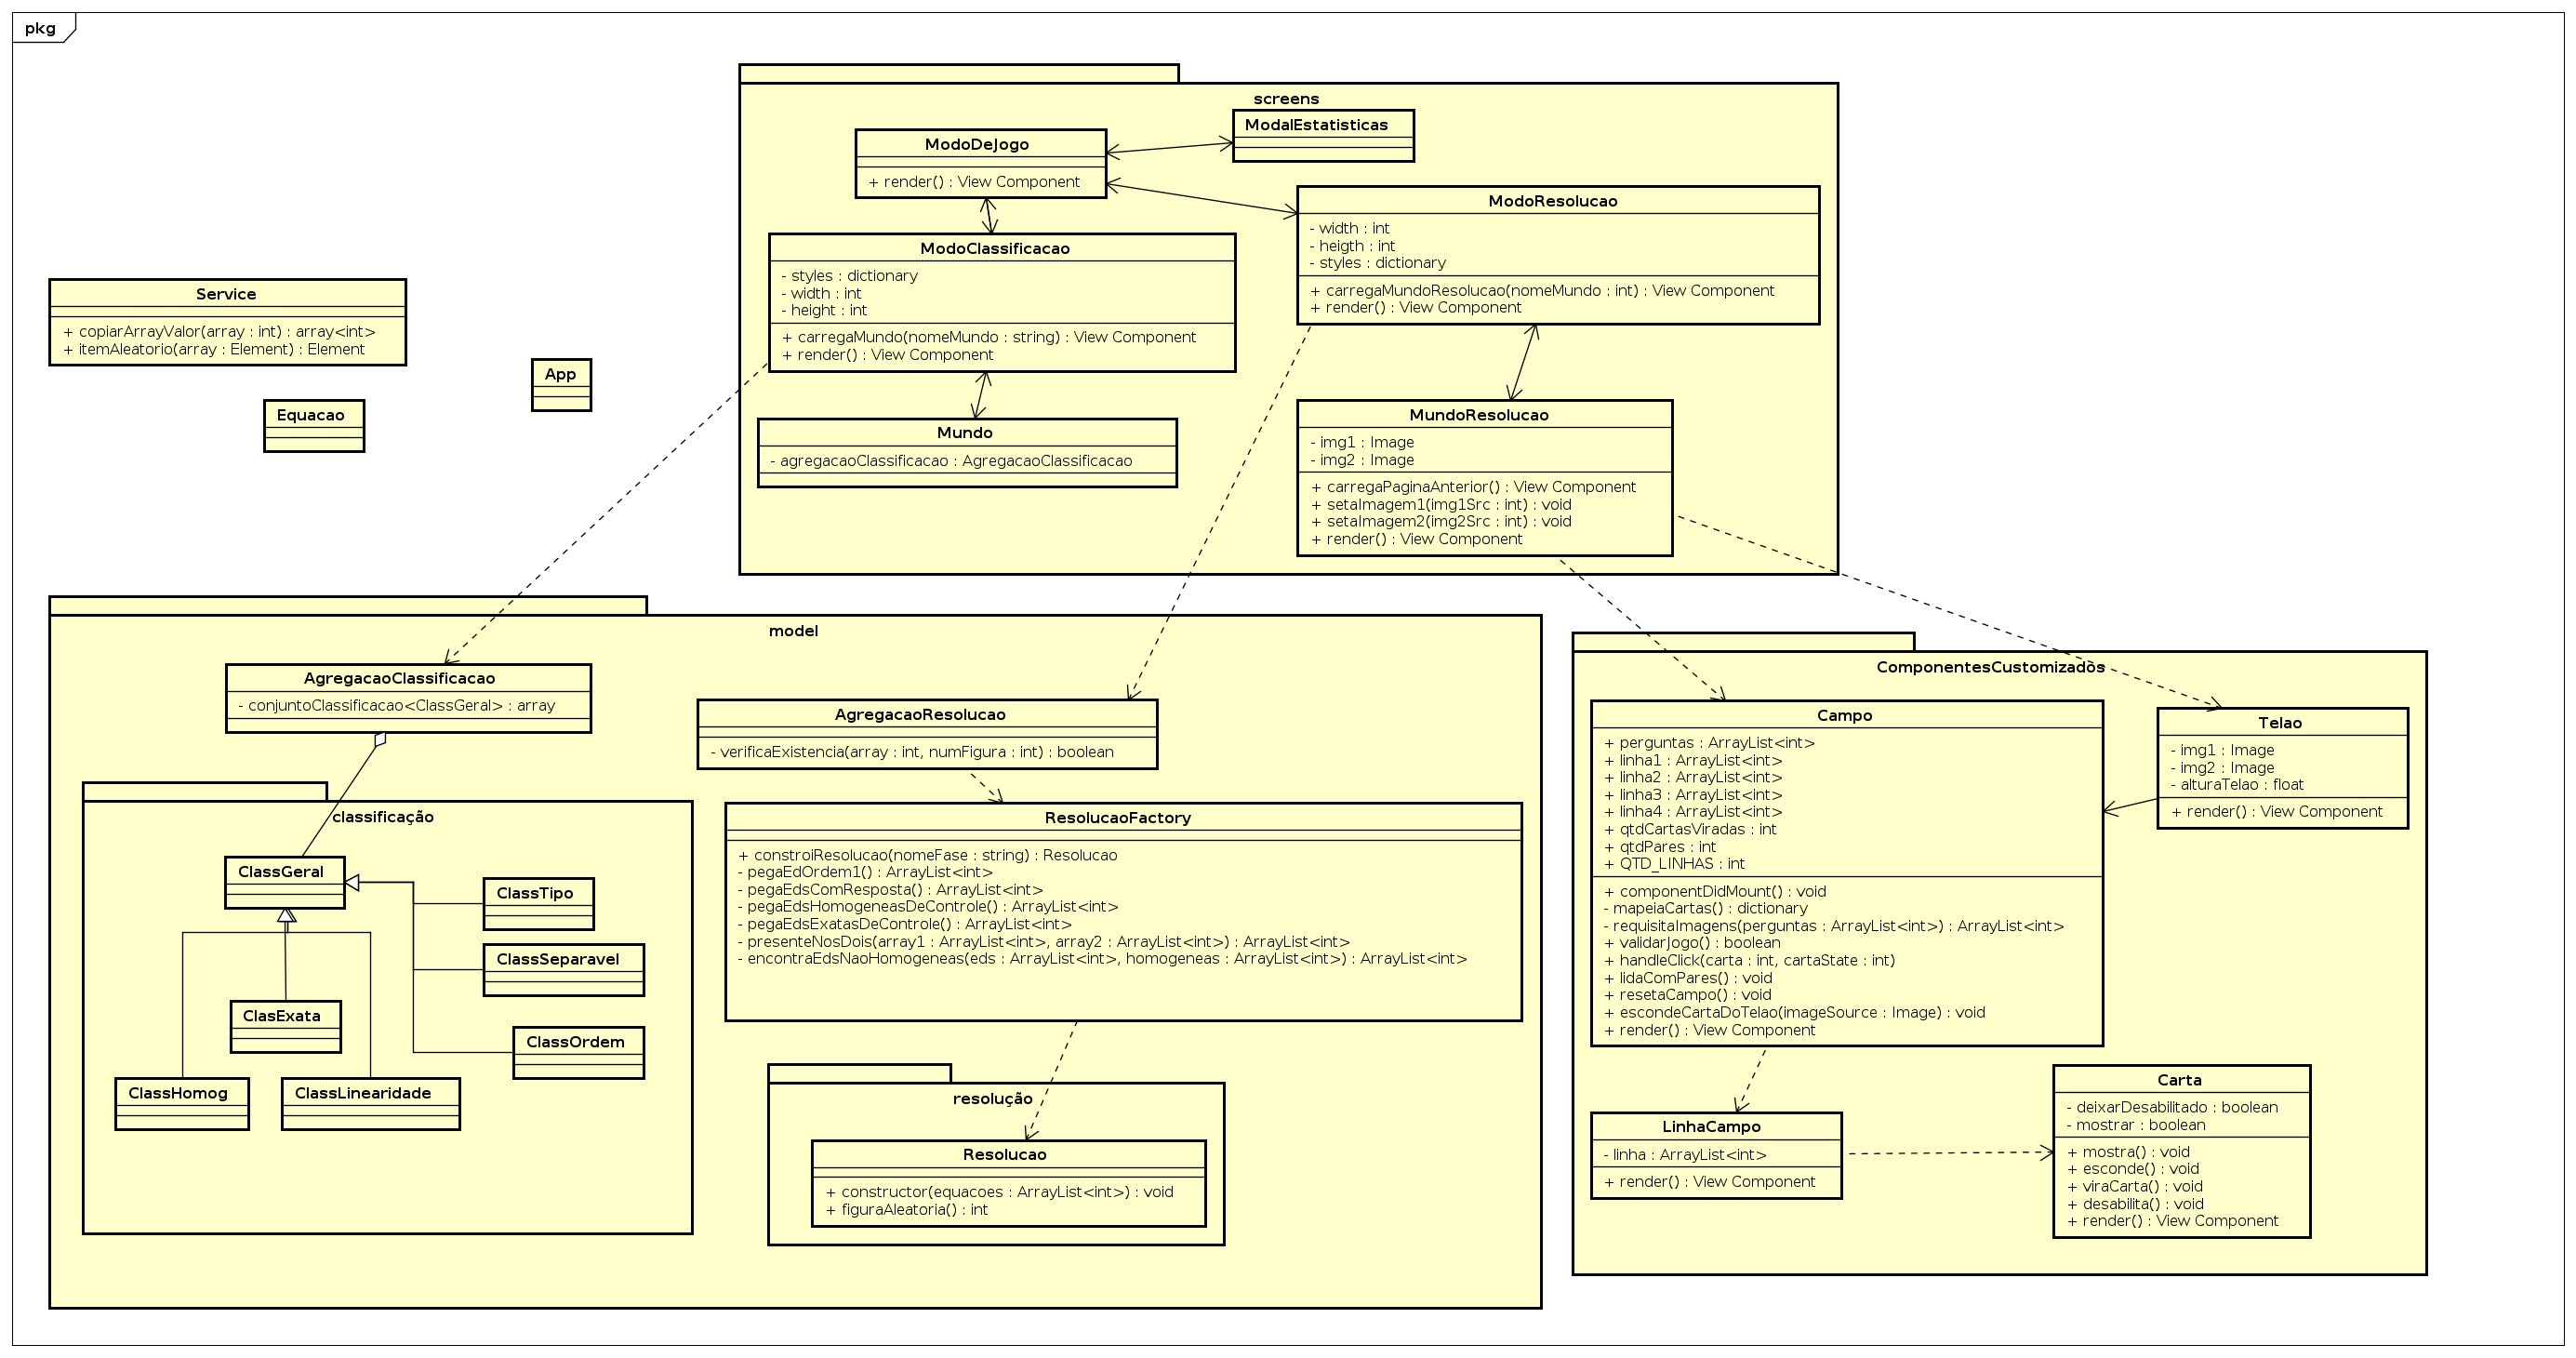 pkg
screens
ModalEstatisticas
ModoDeJogo
+ render() : View Component
ModoResolucao
- width : int
- heigth : int
- styles : dictionary
+ carregaMundoResolucao(nomeMundo : int) : View Component
+ render() : View Component
ModoClassificacao
- styles : dictionary
- width : int
- height : int
+ carregaMundo(nomeMundo : string) : View Component
+ render() : View Component
Mundo
- agregacaoClassificacao : AgregacaoClassificacao
MundoResolucao
- img1 : Image
- img2 : Image
+ carregaPaginaAnterior() : View Component
+ setaImagem1(img1Src : int) : void
+ setaImagem2(img2Src : int) : void
+ render() : View Component
Service
+ copiarArrayValor(array : int) : array<int>
+ itemAleatorio(array : Element) : Element
App
Equacao
model
AgregacaoClassificacao
- conjuntoClassificacao<ClassGeral> : array
AgregacaoResolucao
- verificaExistencia(array : int, numFigura : int) : boolean
classificação
ClassGeral
ClassTipo
ClassSeparavel
ClasExata
ClassOrdem
ClassHomog
ClassLinearidade
ResolucaoFactory
+ constroiResolucao(nomeFase : string) : Resolucao
- pegaEdOrdem1() : ArrayList<int>
- pegaEdsComResposta() : ArrayList<int>
- pegaEdsHomogeneasDeControle() : ArrayList<int>
- pegaEdsExatasDeControle() : ArrayList<int>
- presenteNosDois(array1 : ArrayList<int>, array2 : ArrayList<int>) : ArrayList<int>
- encontraEdsNaoHomogeneas(eds : ArrayList<int>, homogeneas : ArrayList<int>) : ArrayList<int>
resolução
Resolucao
+ constructor(equacoes : ArrayList<int>) : void
+ figuraAleatoria() : int
ComponentesCustomizados
Campo
+ perguntas : ArrayList<int>
+ linha1 : ArrayList<int>
+ linha2 : ArrayList<int>
+ linha3 : ArrayList<int>
+ linha4 : ArrayList<int>
+ qtdCartasViradas : int
+ qtdPares : int
+ QTD_LINHAS : int
+ componentDidMount() : void
- mapeiaCartas() : dictionary
- requisitaImagens(perguntas : ArrayList<int>) : ArrayList<int>
+ validarJogo() : boolean
+ handleClick(carta : int, cartaState : int)
+ lidaComPares() : void
+ resetaCampo() : void
+ escondeCartaDoTelao(imageSource : Image) : void
+ render() : View Component
Telao
- img1 : Image
- img2 : Image
- alturaTelao : float
+ render() : View Component
LinhaCampo
- linha : ArrayList<int>
+ render() : View Component
Carta
- deixarDesabilitado : boolean
- mostrar : boolean
+ mostra() : void
+ esconde() : void
+ viraCarta() : void
+ desabilita() : void
+ render() : View Component